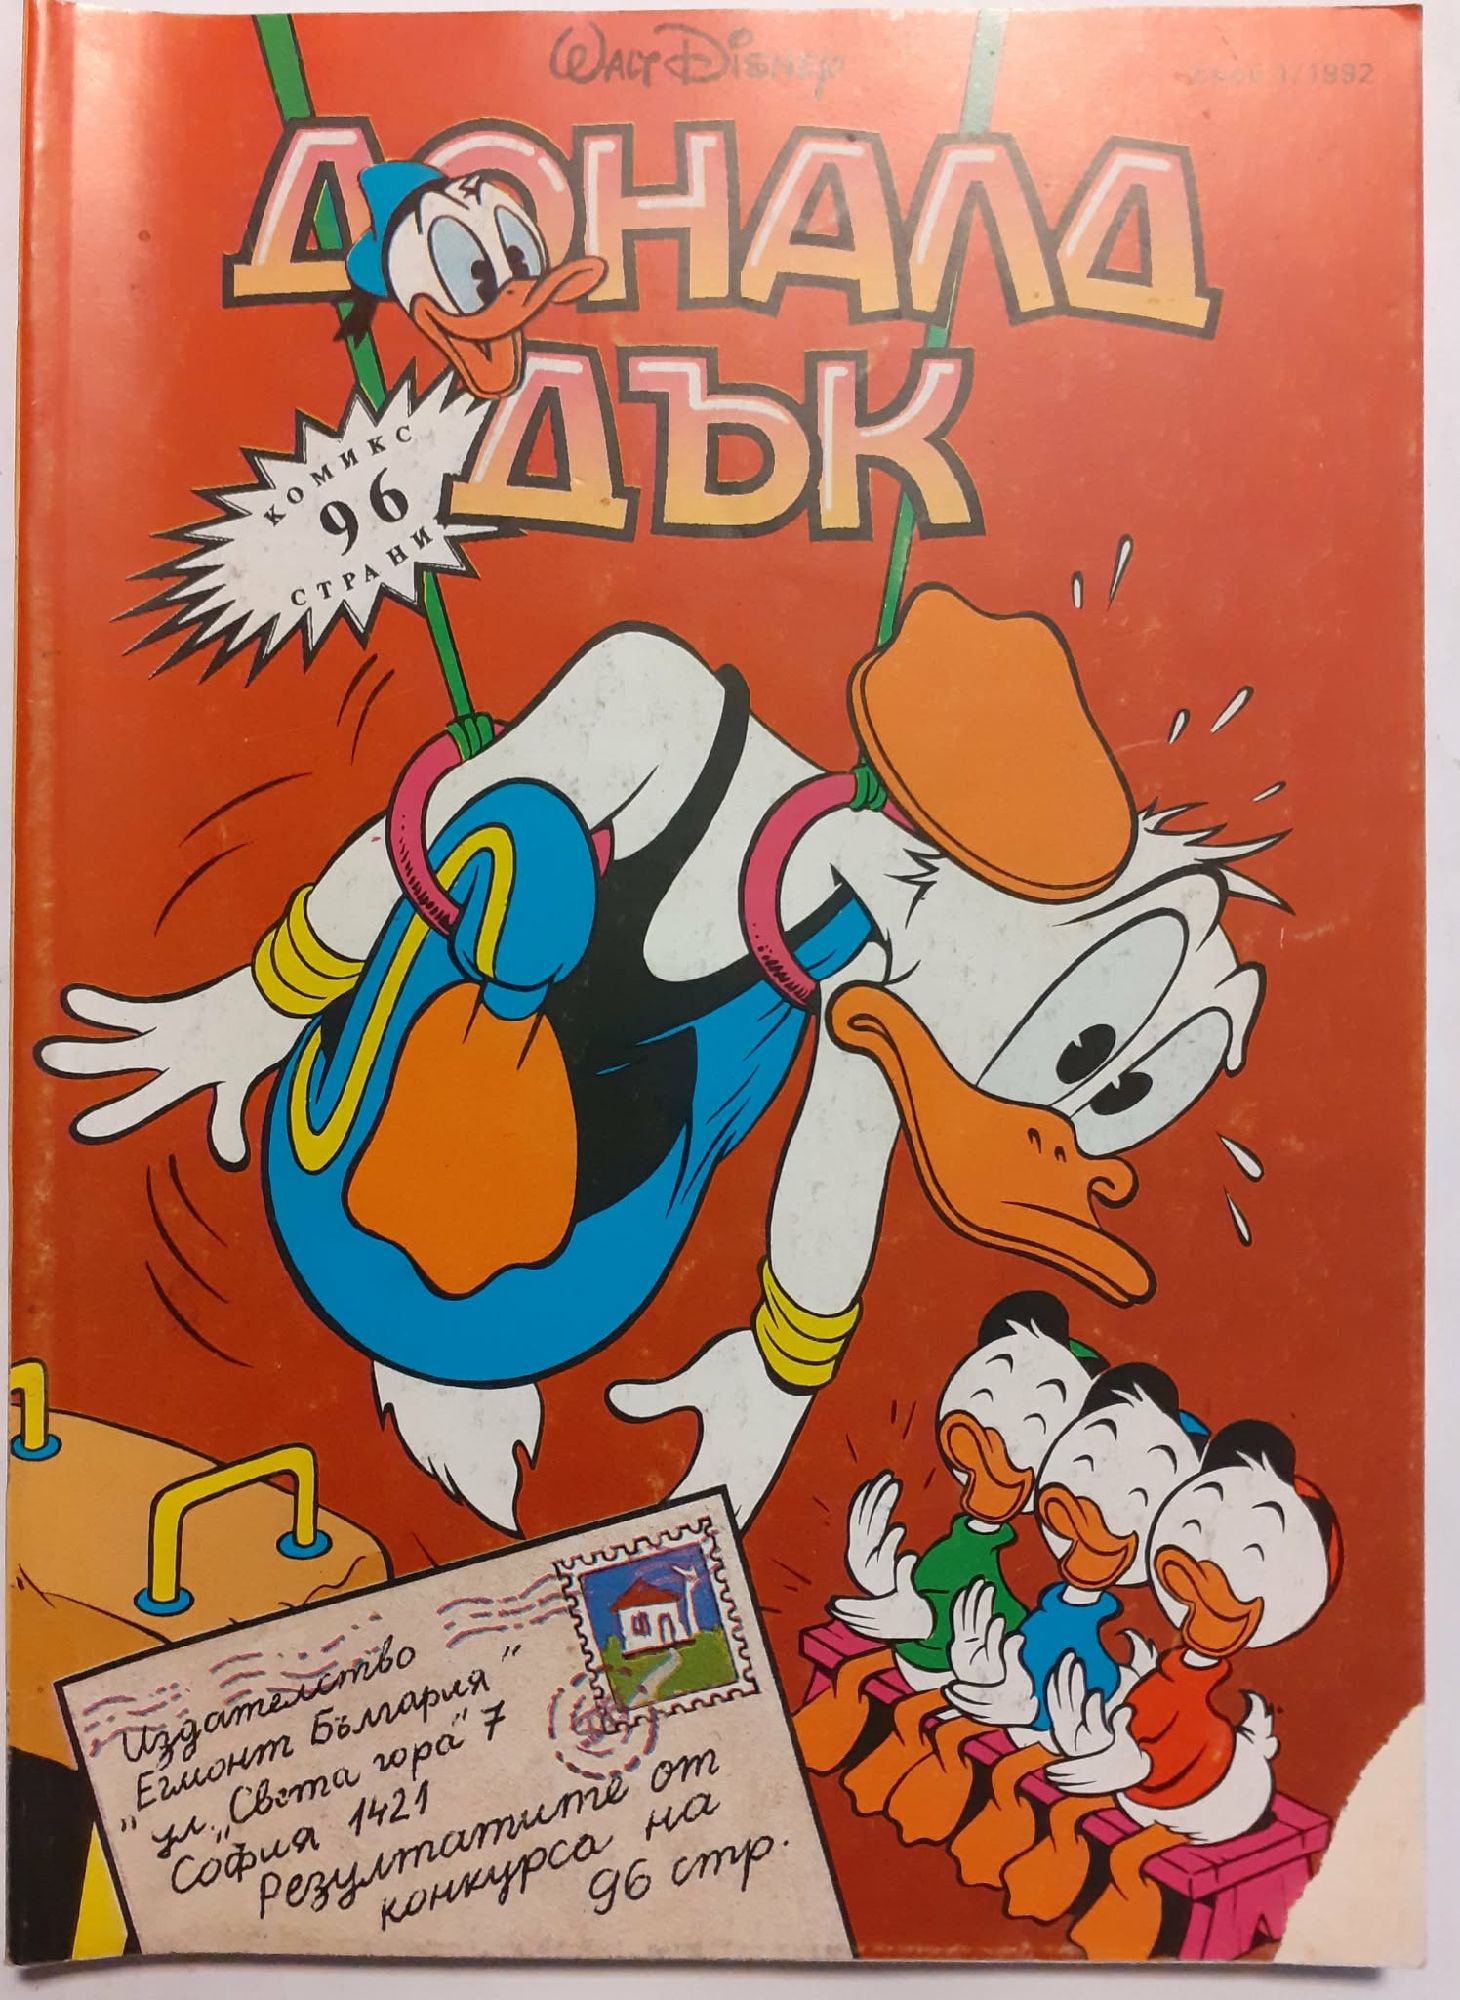 Walt Disney
брой 1/1992
ДОНАЛД
ДЪК
КОМИКС
96
СТРАНИ
Издателство
"Егмонт България"
ул. "Света гора" 7
София 1421
Резултатите от
конкурса на
96 стр.